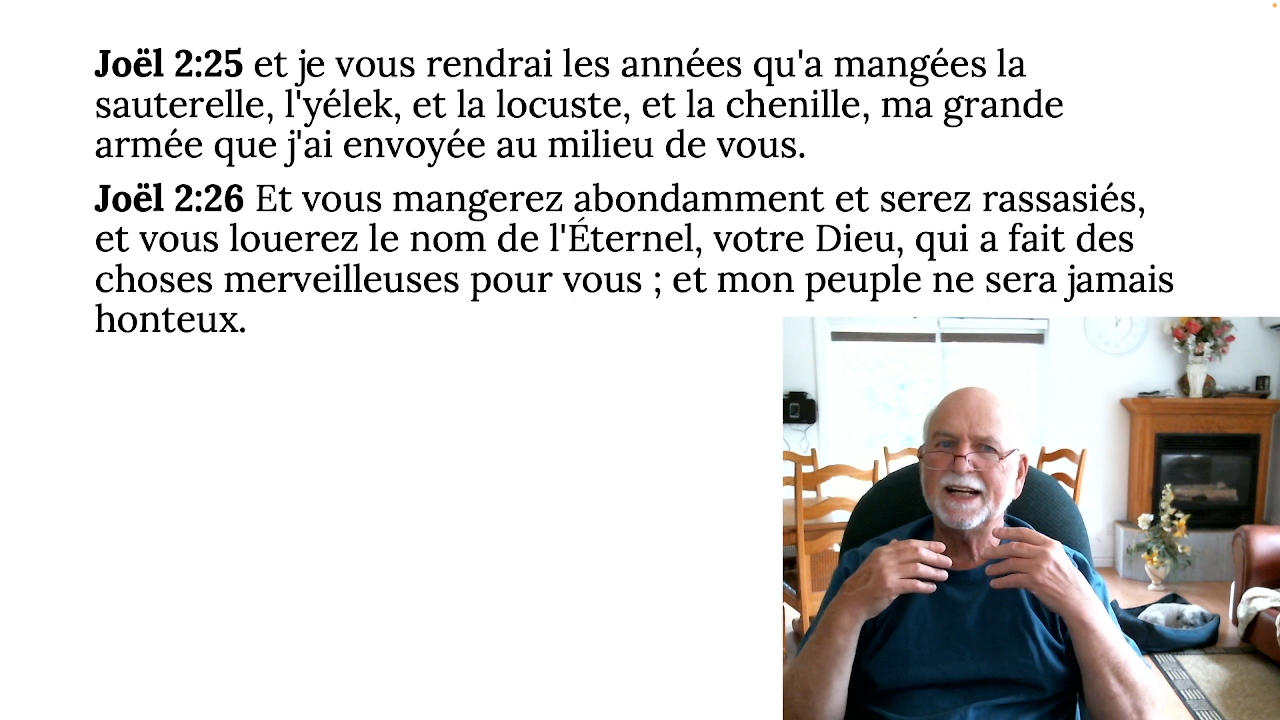 Joël 2:25 et je vous rendrai les années qu'a mangées la
sauterelle, l'yélek, et la locuste, et la chenille, ma grande
armée que j'ai envoyée au milieu de vous.
Joël 2:26 Et vous mangerez abondamment et serez rassasiés,
et vous louerez le nom de l'Éternel, votre Dieu, qui a fait des
choses merveilleuses pour vous ; et mon peuple ne sera jamais
honteux.